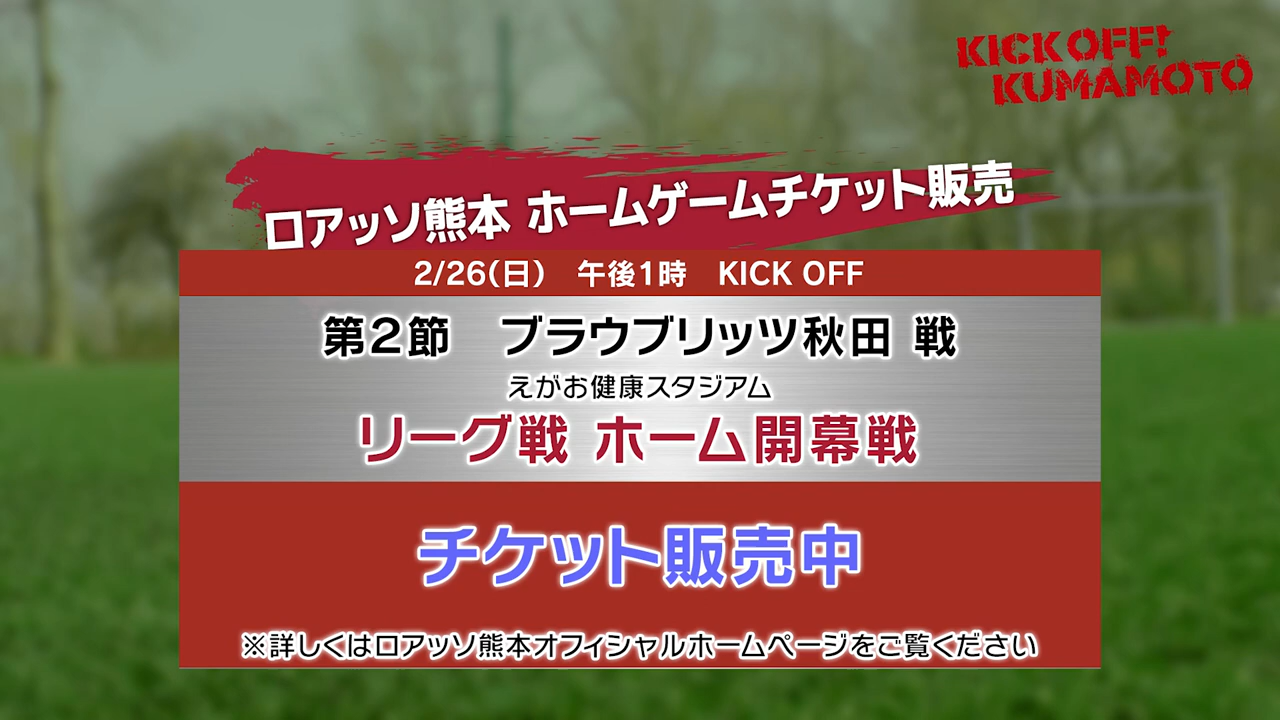 KICK OFF!
KUMAMOTO
ロアッソ熊本 ホームゲームチケット販売
2/26(日) 午後1時 KICK OFF
第2節 ブラウブリッツ秋田 戦
えがお健康スタジアム
リーグ戦 ホーム開幕戦
チケット販売中
※詳しくはロアッソ熊本オフィシャルホームページをご覧ください